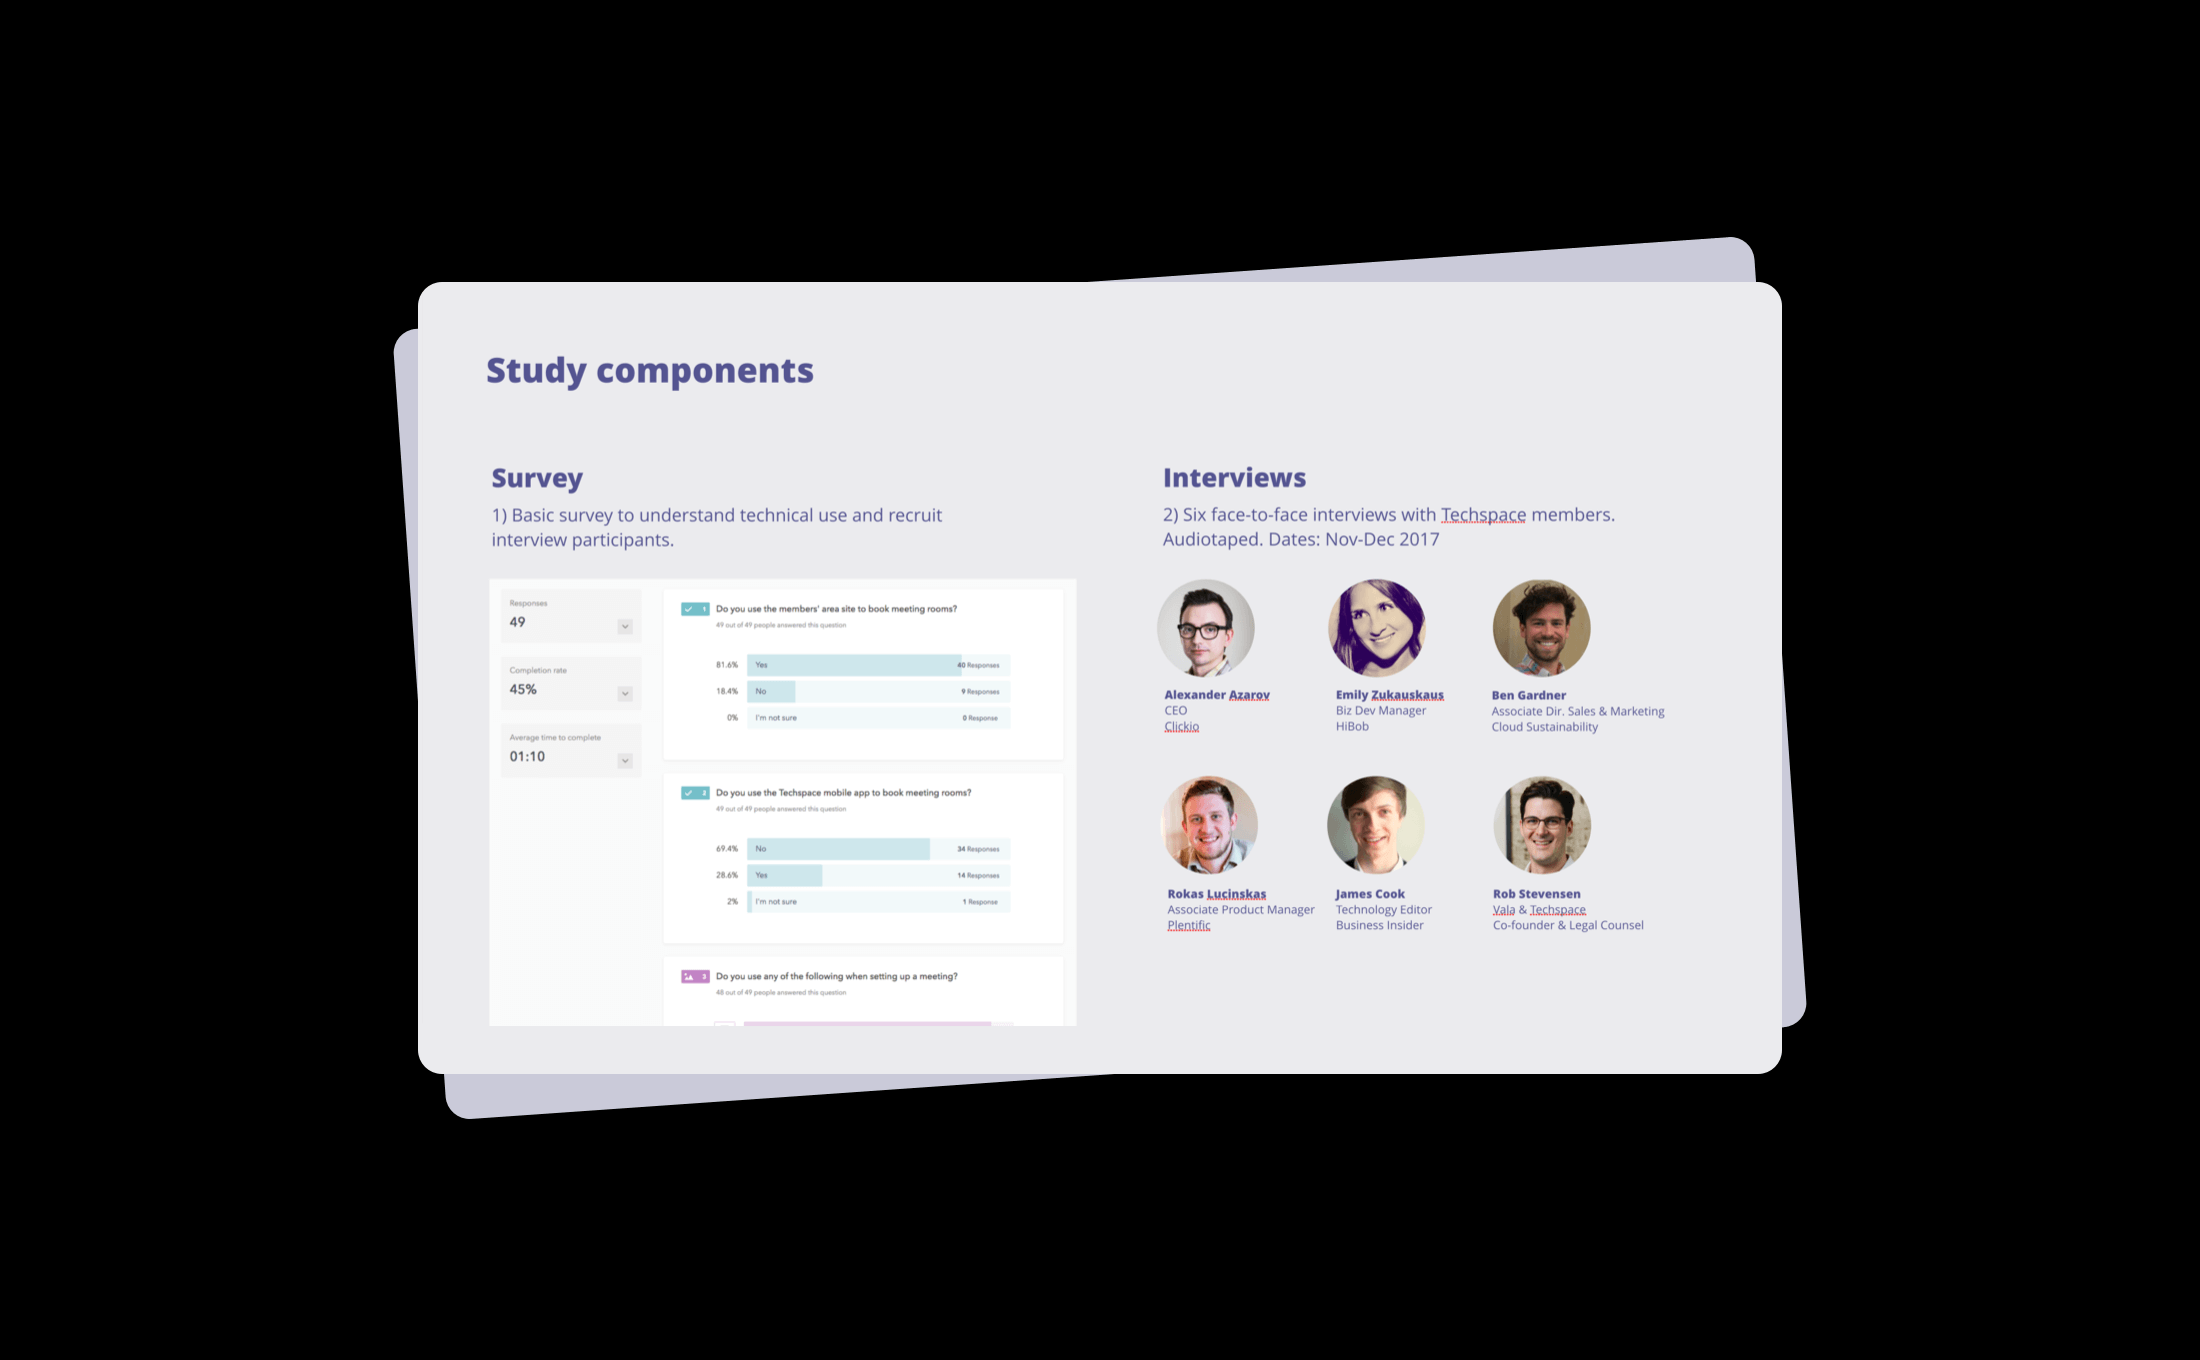 Study components
Survey
1) Basic survey to understand technical use and recruit
interview participants.
Responses
49
Completion rate
45%
Average time to complete
01:10
1 Do you use the members' area site to book meeting rooms?
49 out of 49 people answered this question
81.6% Yes 40 Responses
18.4% No 9 Responses
0% I'm not sure 0 Response
2 Do you use the Techspace mobile app to book meeting rooms?
49 out of 49 people answered this question
69.4% No 34 Responses
28.6% Yes 14 Responses
2% I'm not sure 1 Response
3 Do you use any of the following when setting up a meeting?
48 out of 49 people answered this question
Interviews
2) Six face-to-face interviews with Techspace members.
Audiotaped. Dates: Nov-Dec 2017
Alexander Azarov
CEO
Clickio
Emily Zukauskaus
Biz Dev Manager
HiBob
Ben Gardner
Associate Dir. Sales & Marketing
Cloud Sustainability
Rokas Lucinskas
Associate Product Manager
Plentific
James Cook
Technology Editor
Business Insider
Rob Stevensen
Vala & Techspace
Co-founder & Legal Counsel